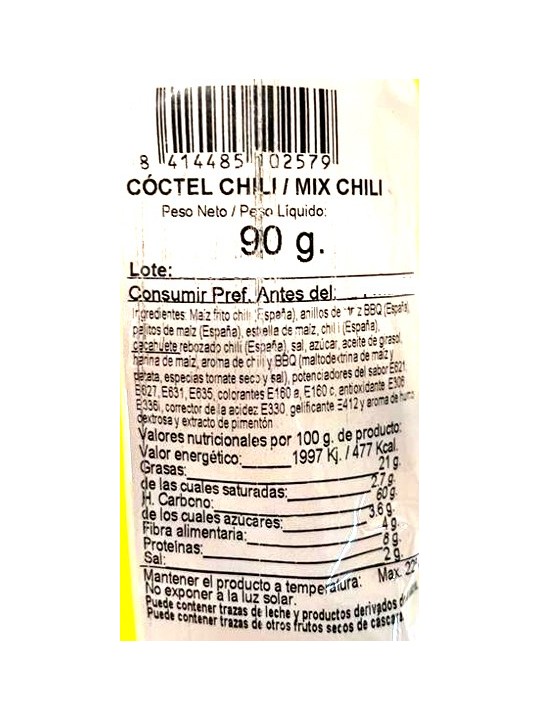 8 414485 102579
CÓCTEL CHILI / MIX CHILI
Peso Neto / Peso Líquido:
90 g.
Lote:
Consumir Pref. Antes del:
Ingredientes: Maíz frito chili (España), anillos de BBQ (España),
palitos de maíz (España), estrella de maíz, chili (España),
cacahuete rebozado chili (España), sal, azúcar, aceite de girasol,
harina de maíz, aroma de chili y BBQ (maltodextrina de maíz y
patata, especias tomate seco y sal), potenciadores del sabor E621,
E627, E631, E635, colorantes E160 a, E160 c, antioxidante E306
corrector de la acidez E330, gelificante E412 y aroma de humo
dextrosa y extracto de pimentón
Valores nutricionales por 100 g. de producto:
Valor energético: 1997 Kj. / 477 Kcal.
Grasas: 21 g.
de las cuales saturadas: 2.7 g.
H. Carbono: 60 g.
de los cuales azúcares: 3.6 g.
Fibra alimentaria: 4 g.
Proteinas: 8 g.
Sal: 2 g.
Mantener el producto a temperatura: Max. 22º
No exponer a la luz solar.
Puede contener trazas de leche y productos derivados
Puede contener trazas de otros frutos secos de cáscara